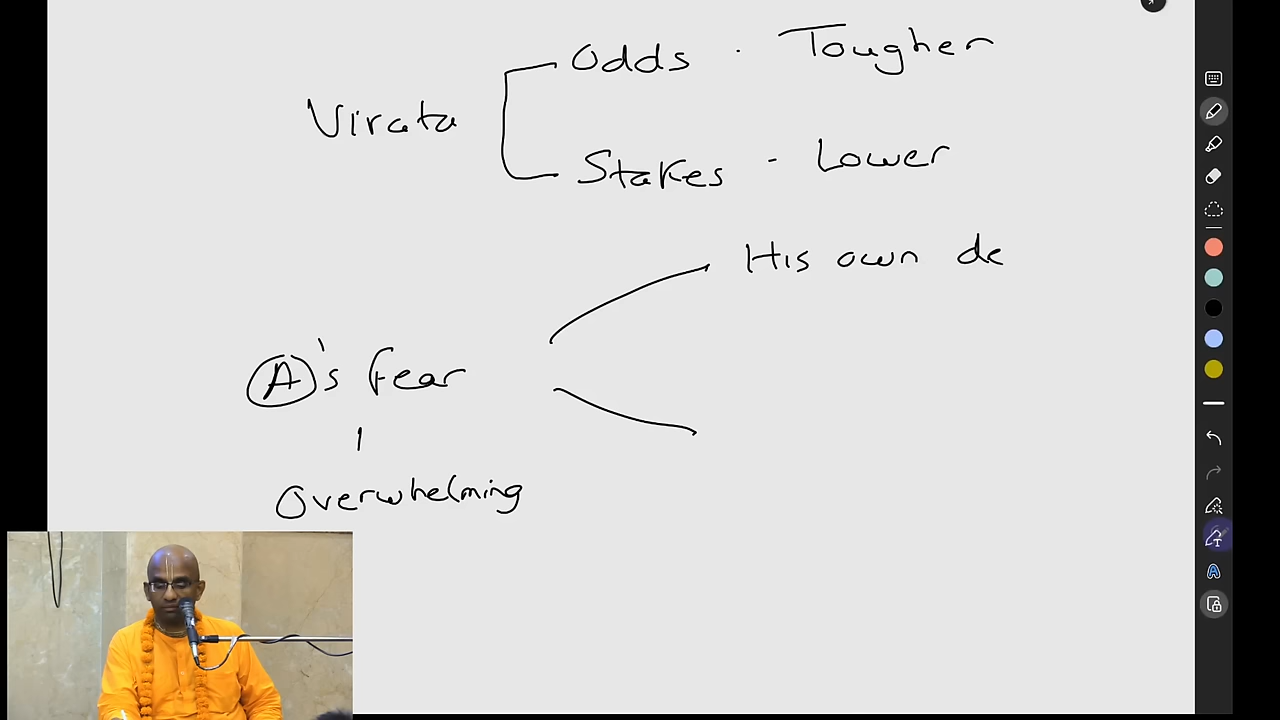 Odds - Tougher
Virata
Stakes - Lower
His own de
A's fear
Overwhelming